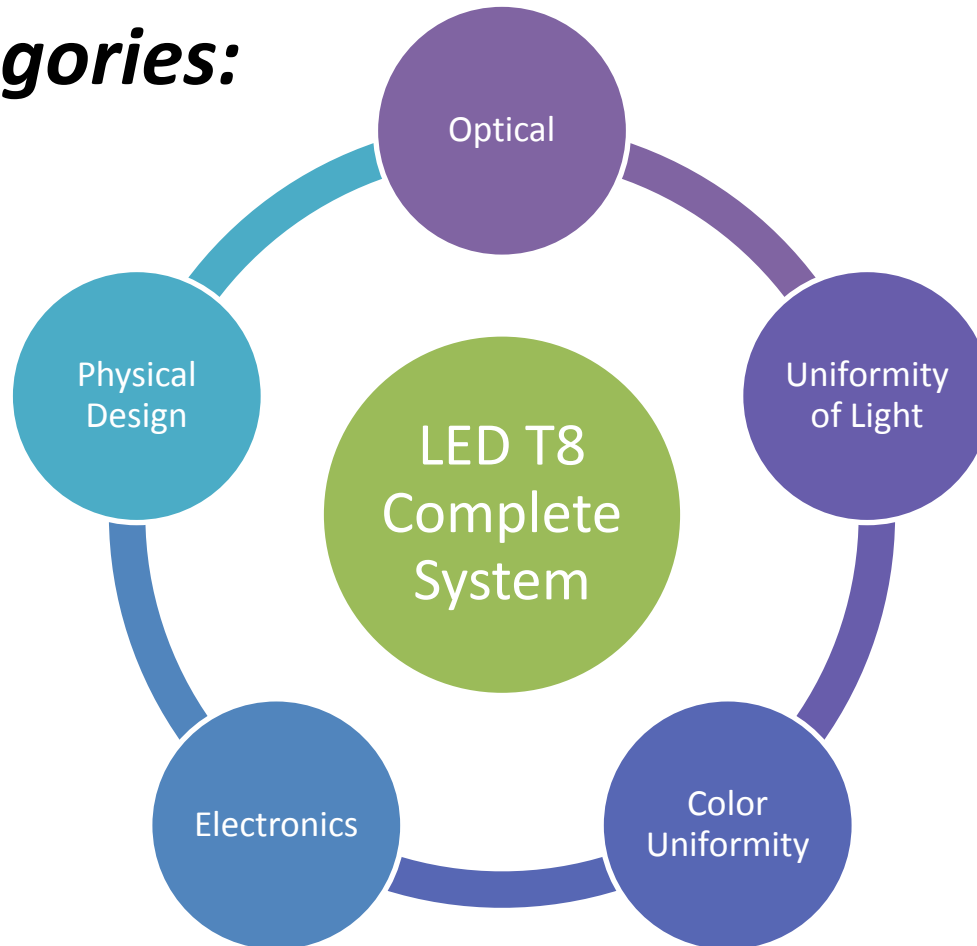 gories:
Optical
Physical
Design
Uniformity
of Light
LED T8
Complete
System
Electronics
Color
Uniformity